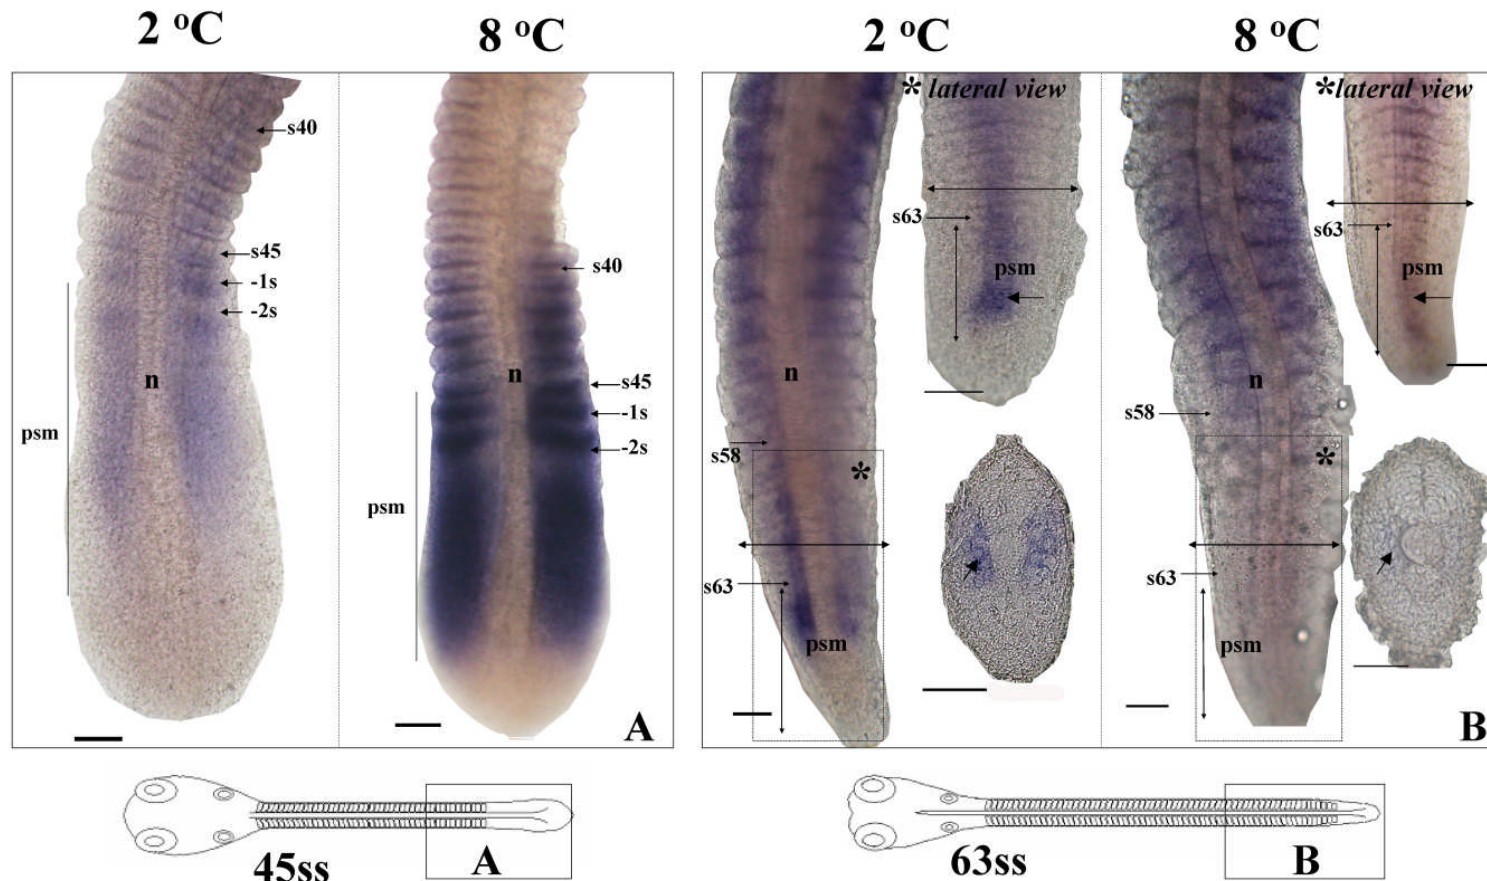 2 °C
8 °C
2 °C
8 °C
s40
s45
-1s
-2s
n
psm
s40
s45
-1s
-2s
n
psm
A
* lateral view
s63
psm
n
s58
*
s63
psm
*lateral view
s63
psm
n
s58
*
s63
psm
B
45ss
A
63ss
B